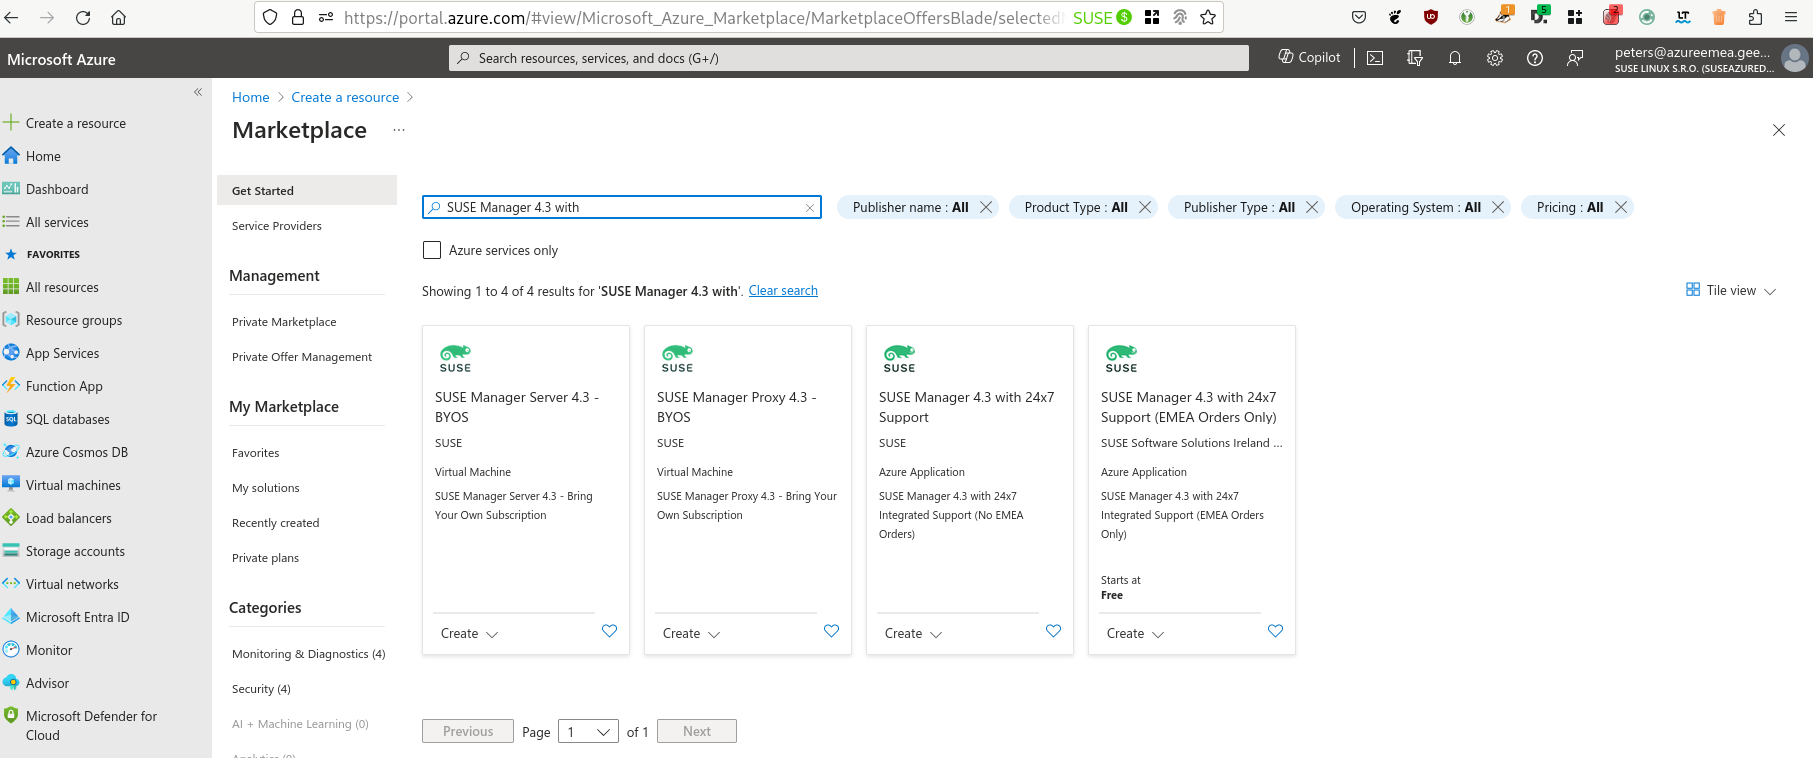 https://portal.azure.com/#view/Microsoft_Azure_Marketplace/MarketplaceOffersBlade/selected
SUSE
1
5
2
Microsoft Azure
Search resources, services, and docs (G+/)
Copilot
peters@azureemea.gee...
SUSE LINUX S.R.O. (SUSEAZURED...
Create a resource
Home
Dashboard
All services
FAVORITES
All resources
Resource groups
App Services
Function App
SQL databases
Azure Cosmos DB
Virtual machines
Load balancers
Storage accounts
Virtual networks
Microsoft Entra ID
Monitor
Advisor
Microsoft Defender for
Cloud
Home > Create a resource >
Marketplace ...
Get Started
Service Providers
Management
Private Marketplace
Private Offer Management
My Marketplace
Favorites
My solutions
Recently created
Private plans
Categories
Monitoring & Diagnostics (4)
Security (4)
AI + Machine Learning (0)
Analytics (0)
SUSE Manager 4.3 with
Publisher name : All
Product Type : All
Publisher Type : All
Operating System : All
Pricing : All
Azure services only
Showing 1 to 4 of 4 results for 'SUSE Manager 4.3 with'. Clear search
Tile view
SUSE
SUSE Manager Server 4.3 -
BYOS
SUSE
Virtual Machine
SUSE Manager Server 4.3 - Bring
Your Own Subscription
Create
SUSE
SUSE Manager Proxy 4.3 -
BYOS
SUSE
Virtual Machine
SUSE Manager Proxy 4.3 - Bring Your
Own Subscription
Create
SUSE
SUSE Manager 4.3 with 24x7
Support
SUSE
Azure Application
SUSE Manager 4.3 with 24x7
Integrated Support (No EMEA
Orders)
Create
SUSE
SUSE Manager 4.3 with 24x7
Support (EMEA Orders Only)
SUSE Software Solutions Ireland ...
Azure Application
SUSE Manager 4.3 with 24x7
Integrated Support (EMEA Orders
Only)
Starts at
Free
Create
Previous
Page 1 of 1
Next